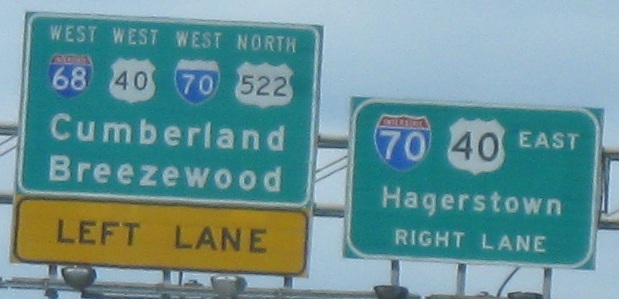 WEST WEST WEST NORTH
INTERSTATE 68 40 70 522
Cumberland
Breezewood
LEFT LANE
INTERSTATE 70 40 EAST
Hagerstown
RIGHT LANE